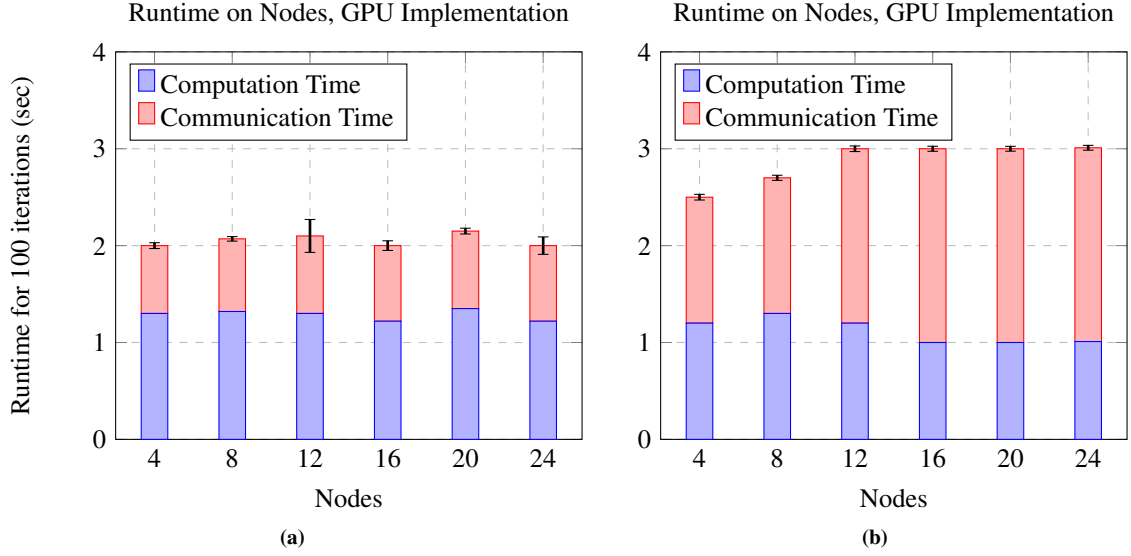 Runtime on Nodes, GPU Implementation
Runtime for 100 iterations (sec)
4
3
2
1
0
Computation Time
Communication Time
4 8 12 16 20 24
Nodes
(a)
Runtime on Nodes, GPU Implementation
4
3
2
1
0
Computation Time
Communication Time
4 8 12 16 20 24
Nodes
(b)